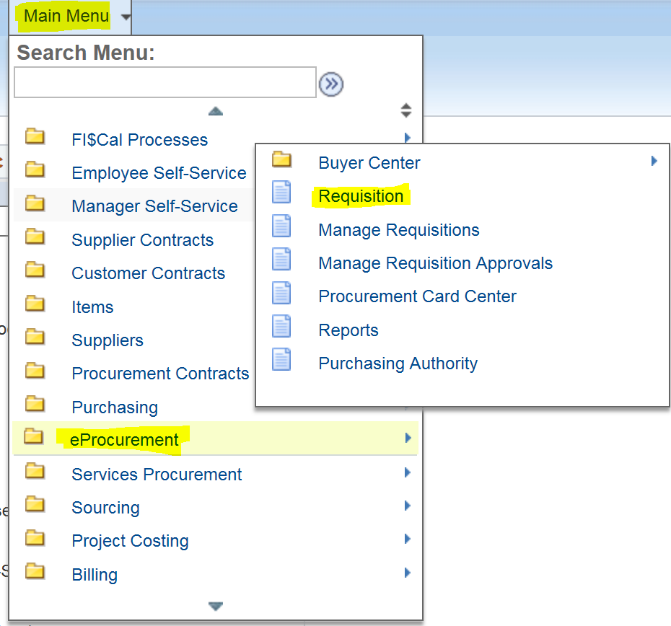 Main Menu
Search Menu:
FI$Cal Processes
Employee Self-Service
Manager Self-Service
Supplier Contracts
Customer Contracts
Items
Suppliers
Procurement Contracts
Purchasing
eProcurement
Services Procurement
Sourcing
Project Costing
Billing
Buyer Center
Requisition
Manage Requisitions
Manage Requisition Approvals
Procurement Card Center
Reports
Purchasing Authority